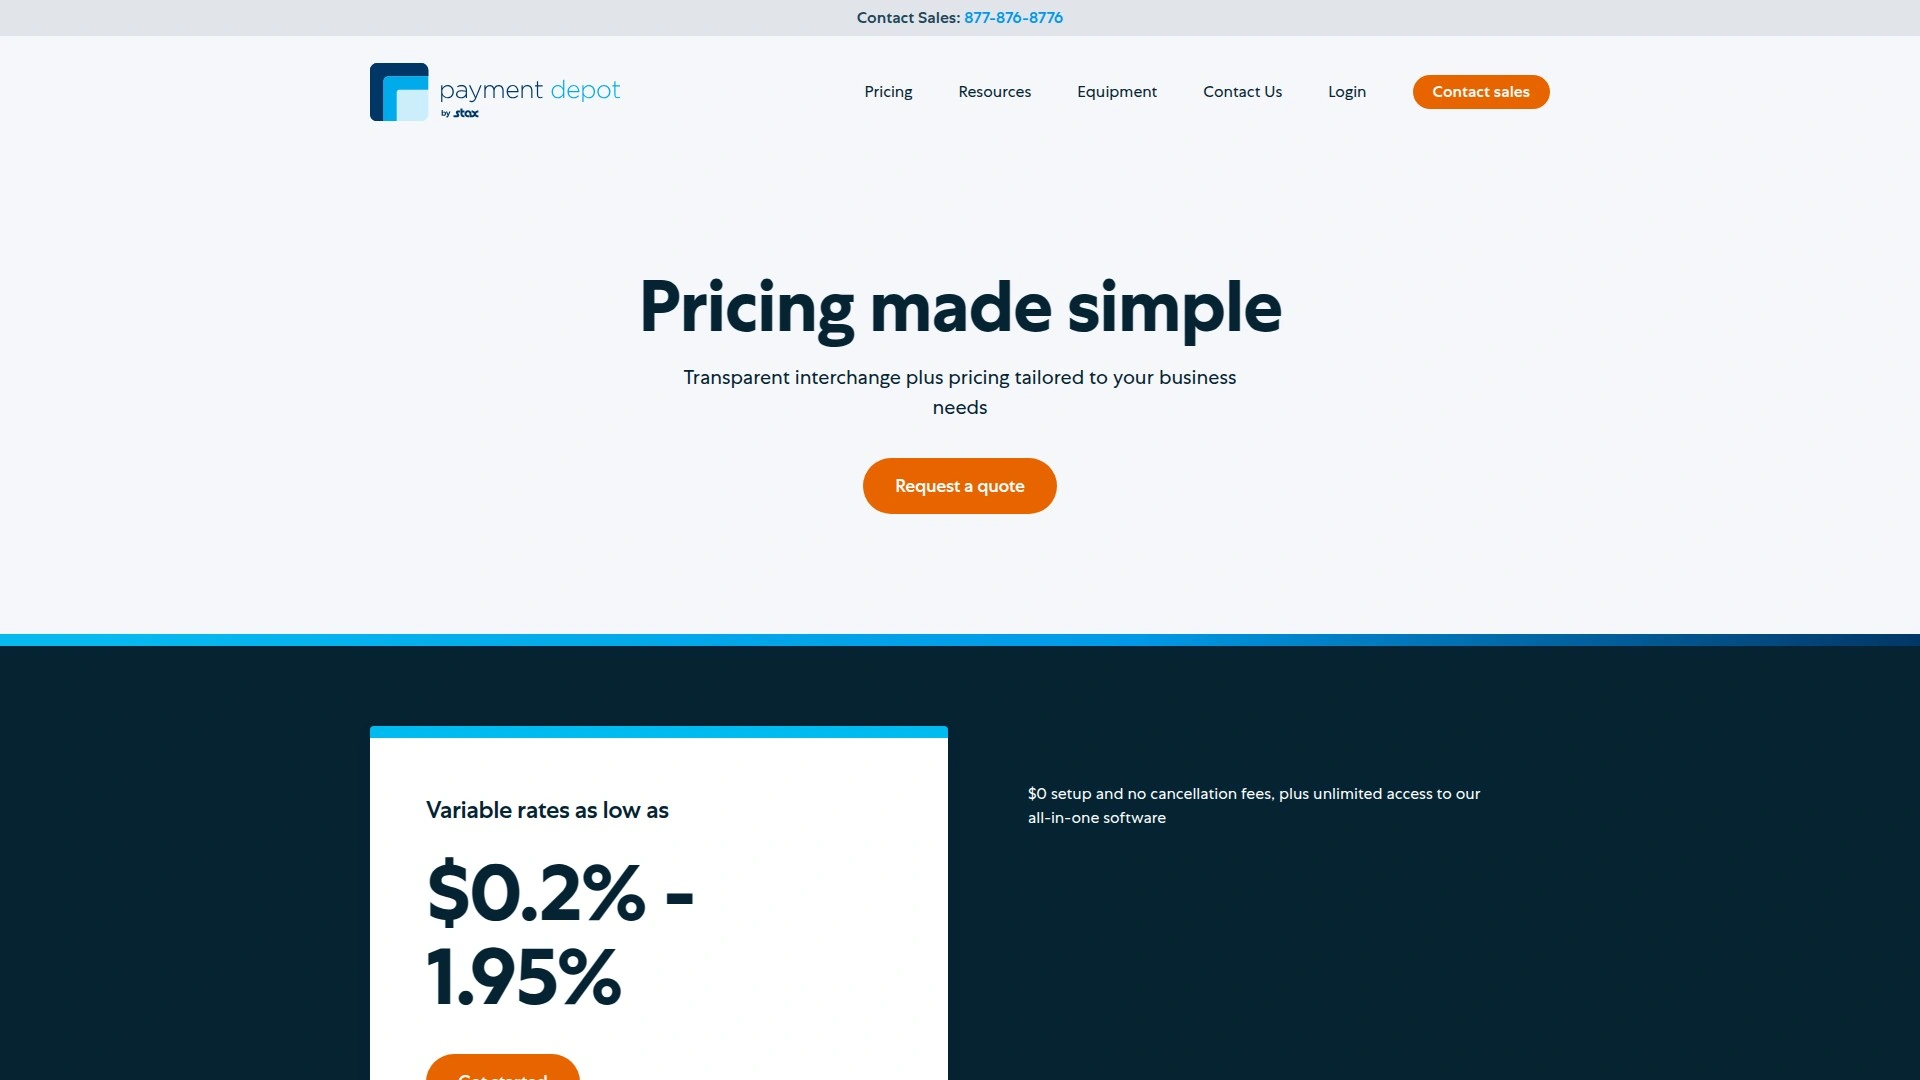 Contact Sales: 877-876-8776
payment depot
by stax
Pricing
Resources
Equipment
Contact Us
Login
Contact sales
Pricing made simple
Transparent interchange plus pricing tailored to your business
needs
Request a quote
Variable rates as low as
$0.2% -
1.95%
Get started
$0 setup and no cancellation fees, plus unlimited access to our
all-in-one software